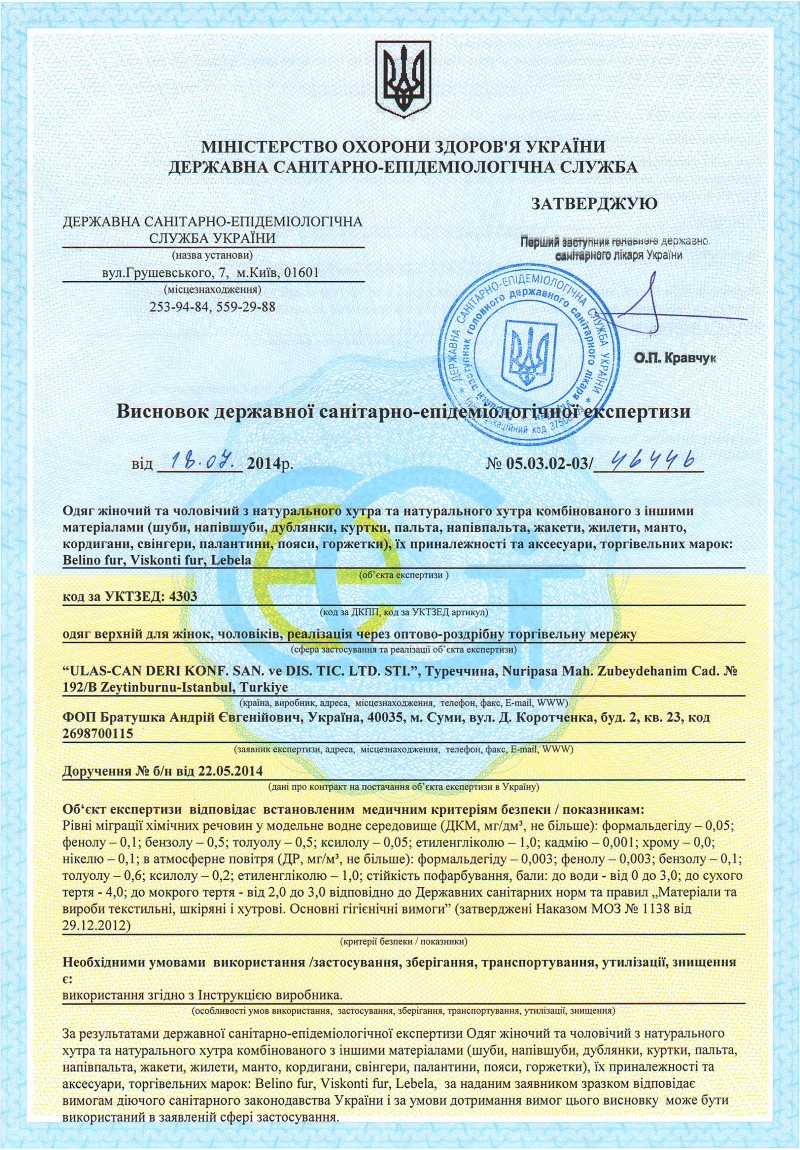 МІНІСТЕРСТВО ОХОРОНИ ЗДОРОВ'Я УКРАЇНИ
ДЕРЖАВНА САНІТАРНО-ЕПІДЕМІОЛОГІЧНА СЛУЖБА
ЗАТВЕРДЖУЮ
ДЕРЖАВНА САНІТАРНО-ЕПІДЕМІОЛОГІЧНА
СЛУЖБА УКРАЇНИ
(назва установи)
вул.Грушевського, 7, м.Київ, 01601
(місцезнаходження)
253-94-84, 559-29-88
Перший заступник головного державно
санітарного лікаря України
О.П. Кравчук
ДЕРЖАВНА САНІТАРНО-ЕПІДЕМІОЛОГІЧНА СЛУЖБА УКРАЇНИ
заступник головного державного санітарного лікаря
Висновок державної санітарно-епідеміологічної експертизи
від 18.07. 2014р.
№ 05.03.02-03/ 46446
Одяг жіночий та чоловічий з натурального хутра та натурального хутра комбінованого з іншими
матеріалами (шуби, напівшуби, дублянки, куртки, пальта, напівпальта, жакети, жилети, манто,
кордигани, свінгери, палантини, пояси, горжетки), їх приналежності та аксесуари, торгівельних марок:
Belino fur, Viskonti fur, Lebela
(об’єкта експертизи )
код за УКТЗЕД: 4303
(код за ДКПП, код за УКТЗЕД артикул)
одяг верхній для жінок, чоловіків, реалізація через оптово-роздрібну торгівельну мережу
(сфера застосування та реалізації об’єкта експертизи)
“ULAS-CAN DERI KONF. SAN. ve DIS. TIC. LTD. STI.”, Туреччина, Nuripasa Mah. Zubeydehanim Cad. №
192/B Zeytinburnu-Istanbul, Turkiye
(країна, виробник, адреса, місцезнаходження, телефон, факс, E-mail, WWW)
ФОП Братушка Андрій Євгенійович, Україна, 40035, м. Суми, вул. Д. Коротченка, буд. 2, кв. 23, код
2698700115
(заявник експертизи, адреса, місцезнаходження, телефон, факс, E-mail, WWW)
Доручення № б/н від 22.05.2014
(дані про контракт на постачання об’єкта експертизи в Україну)
Об‘єкт експертизи відповідає встановленим медичним критеріям безпеки / показникам:
Рівні міграції хімічних речовин у модельне водне середовище (ДКМ, мг/дм³, не більше): формальдегіду – 0,05;
фенолу – 0,1; бензолу – 0,5; толуолу – 0,5; ксилолу – 0,05; етиленгліколю – 1,0; кадмію – 0,001; хрому – 0,0;
нікелю – 0,1; в атмосферне повітря (ДР, мг/м³, не більше): формальдегіду – 0,003; фенолу – 0,003; бензолу – 0,1;
толуолу – 0,6; ксилолу – 0,2; етиленгліколю – 1,0; стійкість пофарбування, бали: до води - від 0 до 3,0; до сухого
тертя - 4,0; до мокрого тертя - від 2,0 до 3,0 відповідно до Державних санітарних норм та правил „Матеріали та
вироби текстильні, шкіряні і хутрові. Основні гігієнічні вимоги” (затверджені Наказом МОЗ № 1138 від
29.12.2012)
(критерії безпеки / показники)
Необхідними умовами використання /застосування, зберігання, транспортування, утилізації, знищення
є:
використання згідно з Інструкцією виробника.
(особливості умов використання, застосування, зберігання, транспортування, утилізації, знищення)
За результатами державної санітарно-епідеміологічної експертизи Одяг жіночий та чоловічий з натурального
хутра та натурального хутра комбінованого з іншими матеріалами (шуби, напівшуби, дублянки, куртки, пальта,
напівпальта, жакети, жилети, манто, кордигани, свінгери, палантини, пояси, горжетки), їх приналежності та
аксесуари, торгівельних марок: Belino fur, Viskonti fur, Lebela, за наданим заявником зразком відповідає
вимогам діючого санітарного законодавства України і за умови дотримання вимог цього висновку може бути
використаний в заявленій сфері застосування.